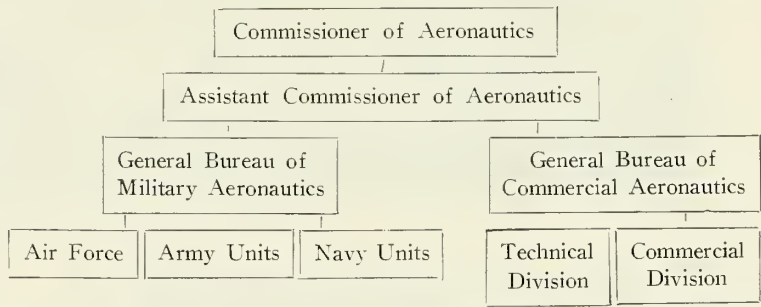 Commissioner of Aeronautics
Assistant Commissioner of Aeronautics
General Bureau of
Military Aeronautics
General Bureau of
Commercial Aeronautics
Air Force
Army Units
Navy Units
Technical
Division
Commercial
Division